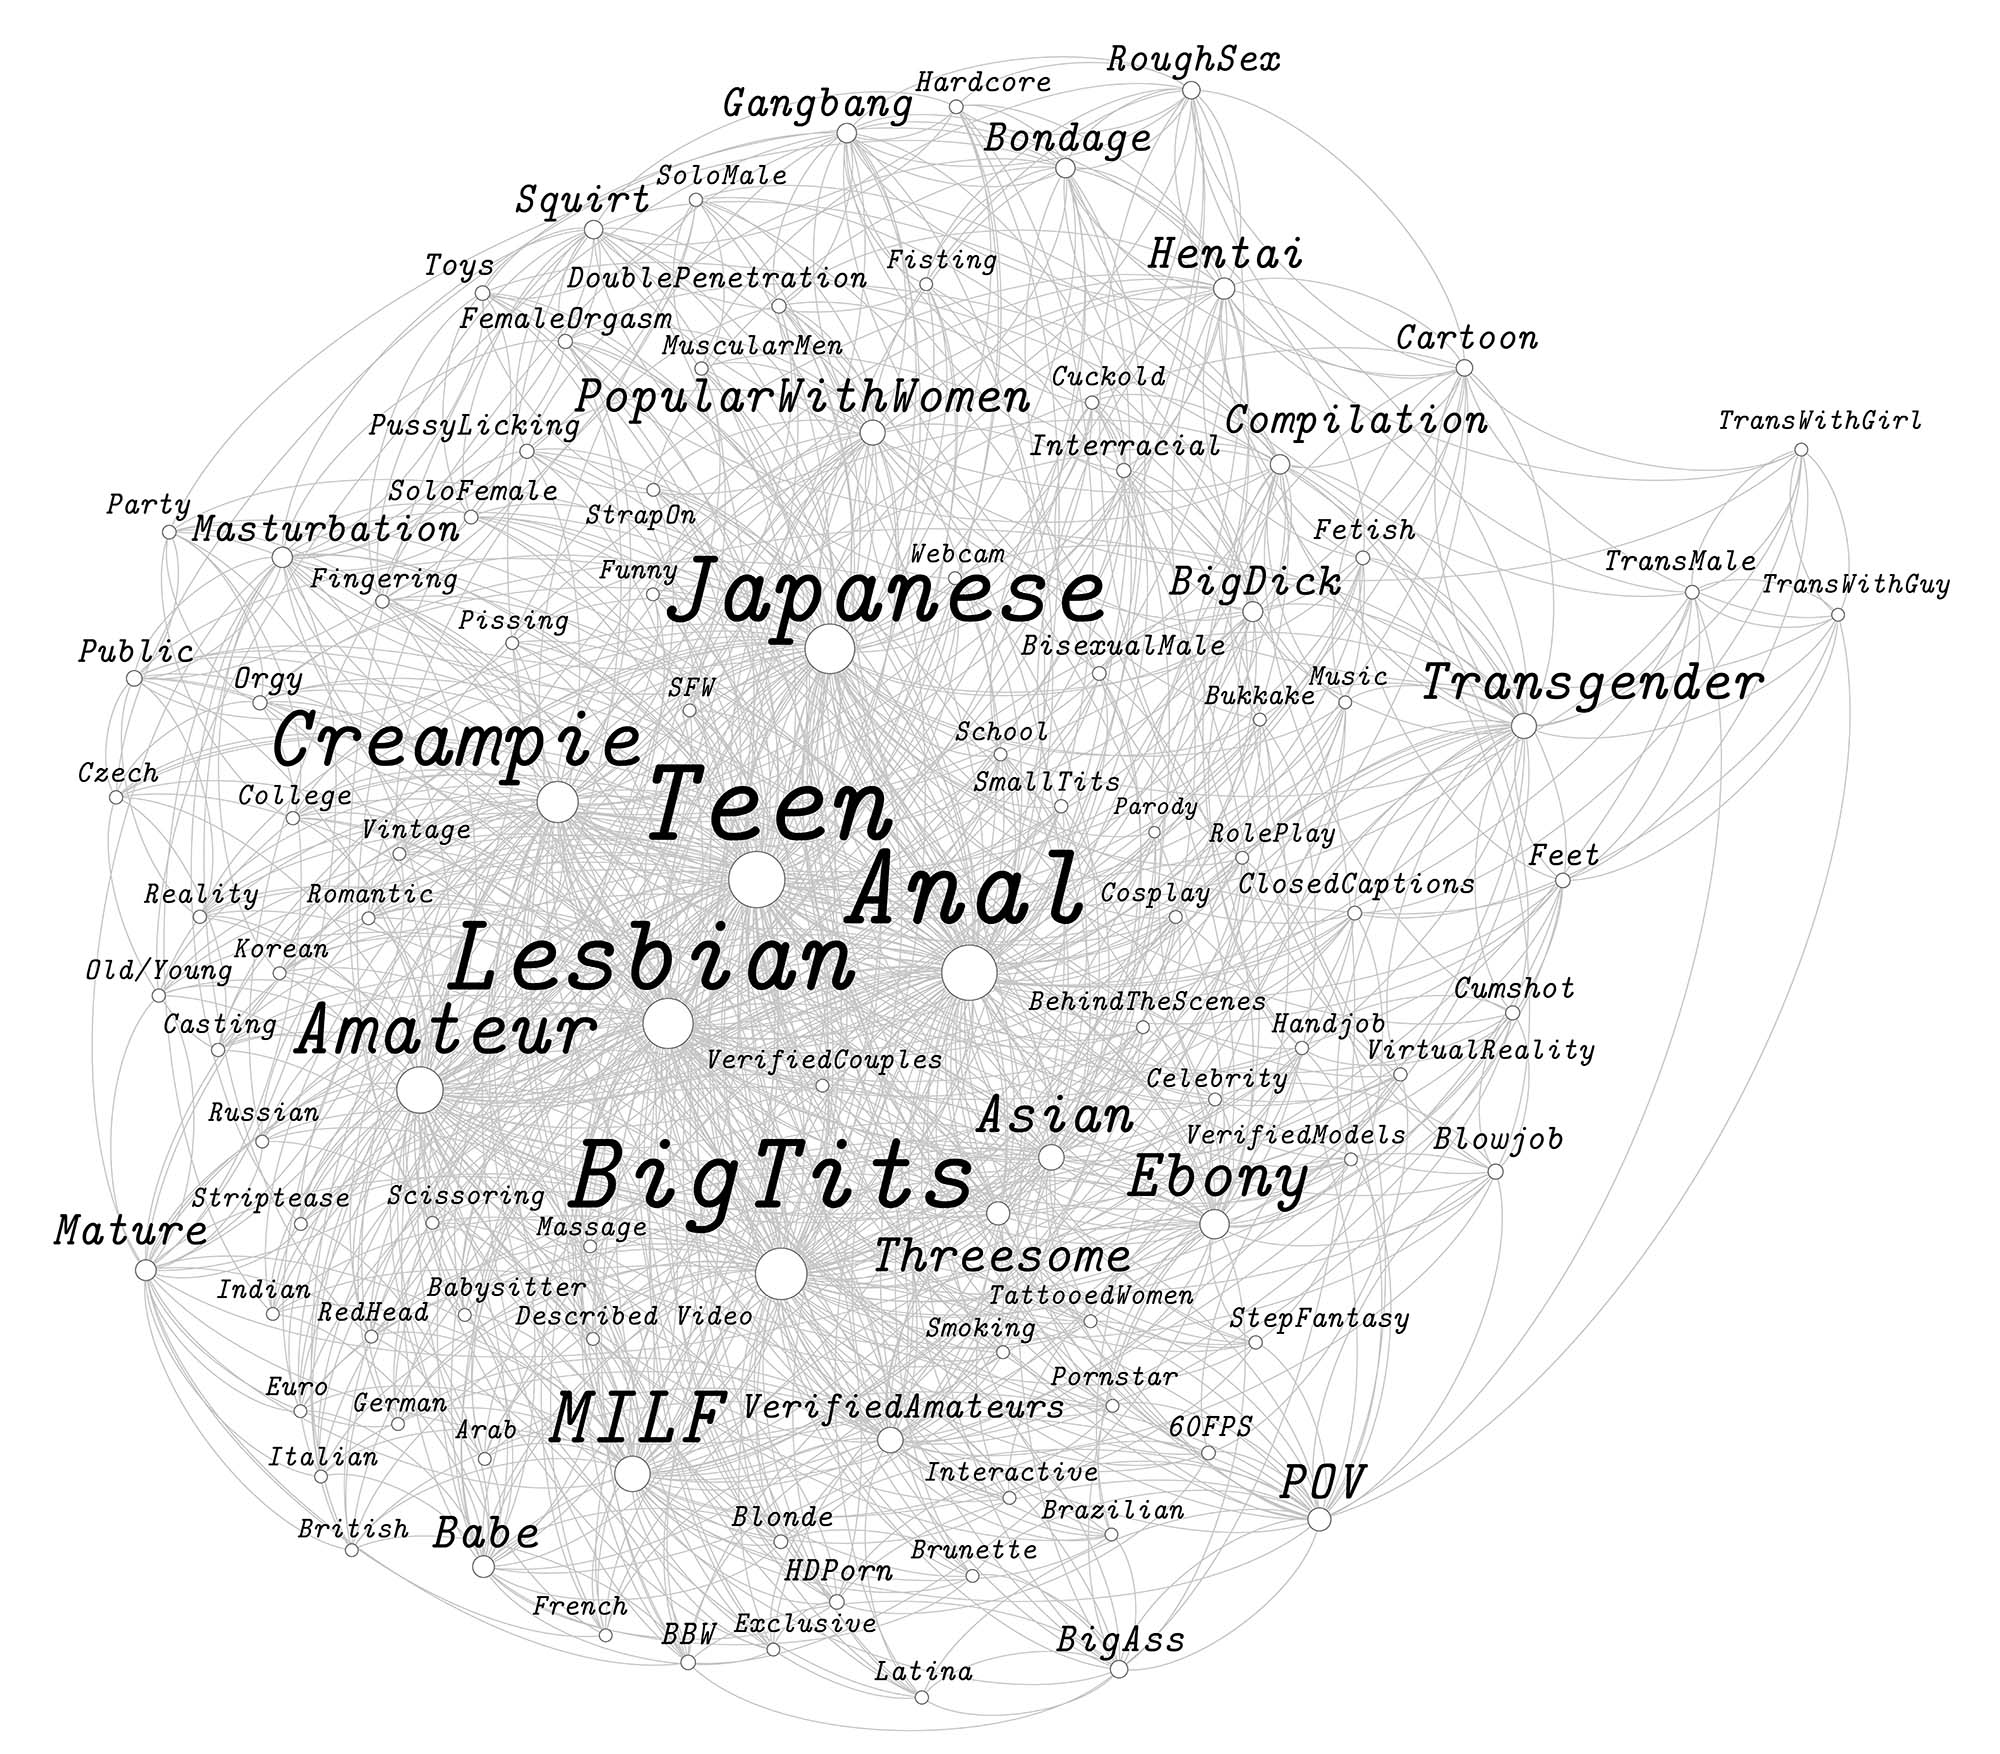 RoughSex
Hardcore
Gangbang
Bondage
SoloMale
Squirt
Hentai
Fisting
Toys
DoublePenetration
FemaleOrgasm
Cartoon
MuscularMen
Cuckold
PopularWithWomen
Compilation
TransWithGirl
PussyLicking
Interracial
SoloFemale
Party
StrapOn
Masturbation
Fetish
Webcam
TransMale
Funny
Fingering
BigDick
TransWithGuy
Japanese
Pissing
BisexualMale
Public
Orgy
Music
Transgender
SFW
Bukkake
School
Creampie
Czech
SmallTits
College
Teen
Parody
Vintage
RolePlay
Feet
ClosedCaptions
Anal
Cosplay
Reality
Romantic
Korean
Lesbian
Old/Young
Cumshot
BehindTheScenes
Casting
Handjob
Amateur
VirtualReality
VerifiedCouples
Celebrity
Russian
Asian
VerifiedModels
Blowjob
BigTits
Ebony
Striptease
Scissoring
Massage
Mature
Threesome
Indian
Babysitter
TattooedWomen
RedHead
Described Video
Smoking
StepFantasy
Pornstar
Euro
German
MILF
VerifiedAmateurs
Arab
60FPS
Italian
Interactive
POV
Brazilian
British
Babe
Blonde
Brunette
HDPorn
French
Exclusive
BBW
BigAss
Latina